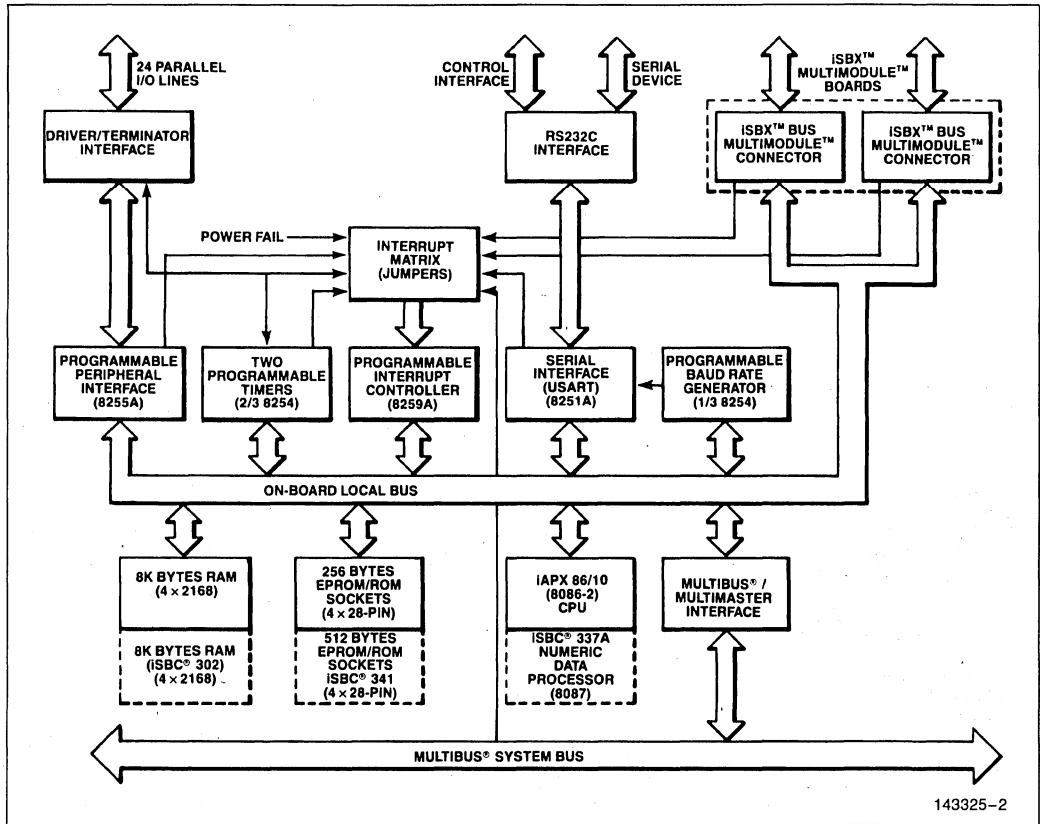 24 PARALLEL
I/O LINES
CONTROL
INTERFACE
SERIAL
DEVICE
iSBX™
MULTIMODULE™
BOARDS
DRIVER/TERMINATOR
INTERFACE
RS232C
INTERFACE
iSBX™ BUS
MULTIMODULE™
CONNECTOR
iSBX™ BUS
MULTIMODULE™
CONNECTOR
POWER FAIL
INTERRUPT
MATRIX
(JUMPERS)
PROGRAMMABLE
PERIPHERAL
INTERFACE
(8255A)
TWO
PROGRAMMABLE
TIMERS
(2/3 8254)
PROGRAMMABLE
INTERRUPT
CONTROLLER
(8259A)
SERIAL
INTERFACE
(USART)
(8251A)
PROGRAMMABLE
BAUD RATE
GENERATOR
(1/3 8254)
ON-BOARD LOCAL BUS
8K BYTES RAM
(4 × 2168)
256 BYTES
EPROM/ROM
SOCKETS
(4 × 28-PIN)
iAPX 86/10
(8086-2)
CPU
MULTIBUS® /
MULTIMASTER
INTERFACE
8K BYTES RAM
(iSBC® 302)
(4 × 2168)
512 BYTES
EPROM/ROM
SOCKETS
iSBC® 341
(4 × 28-PIN)
iSBC® 337A
NUMERIC
DATA
PROCESSOR
(8087)
MULTIBUS® SYSTEM BUS
143325–2